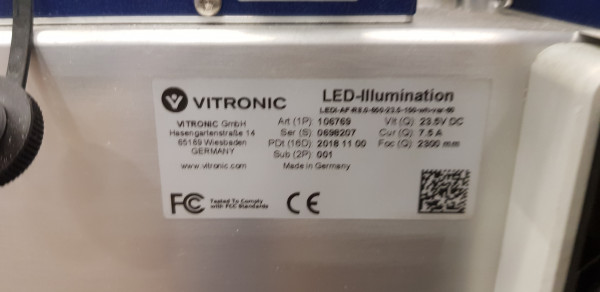 VITRONIC
LED-Illumination
VITRONIC GmbH
Hasengartenstraße 14
65189 Wiesbaden
GERMANY
www.vitronic.com
Art (1P) 106769
Ser (S) 0698207
PDt (16D) 2018 11 00
Sub (2P) 001
Made in Germany
Vlt (Q) 23.5V DC
Cur (Q) 7.5 A
Foc (Q) 2300 mm
FC
Tested To Comply
with FCC Standards
CE